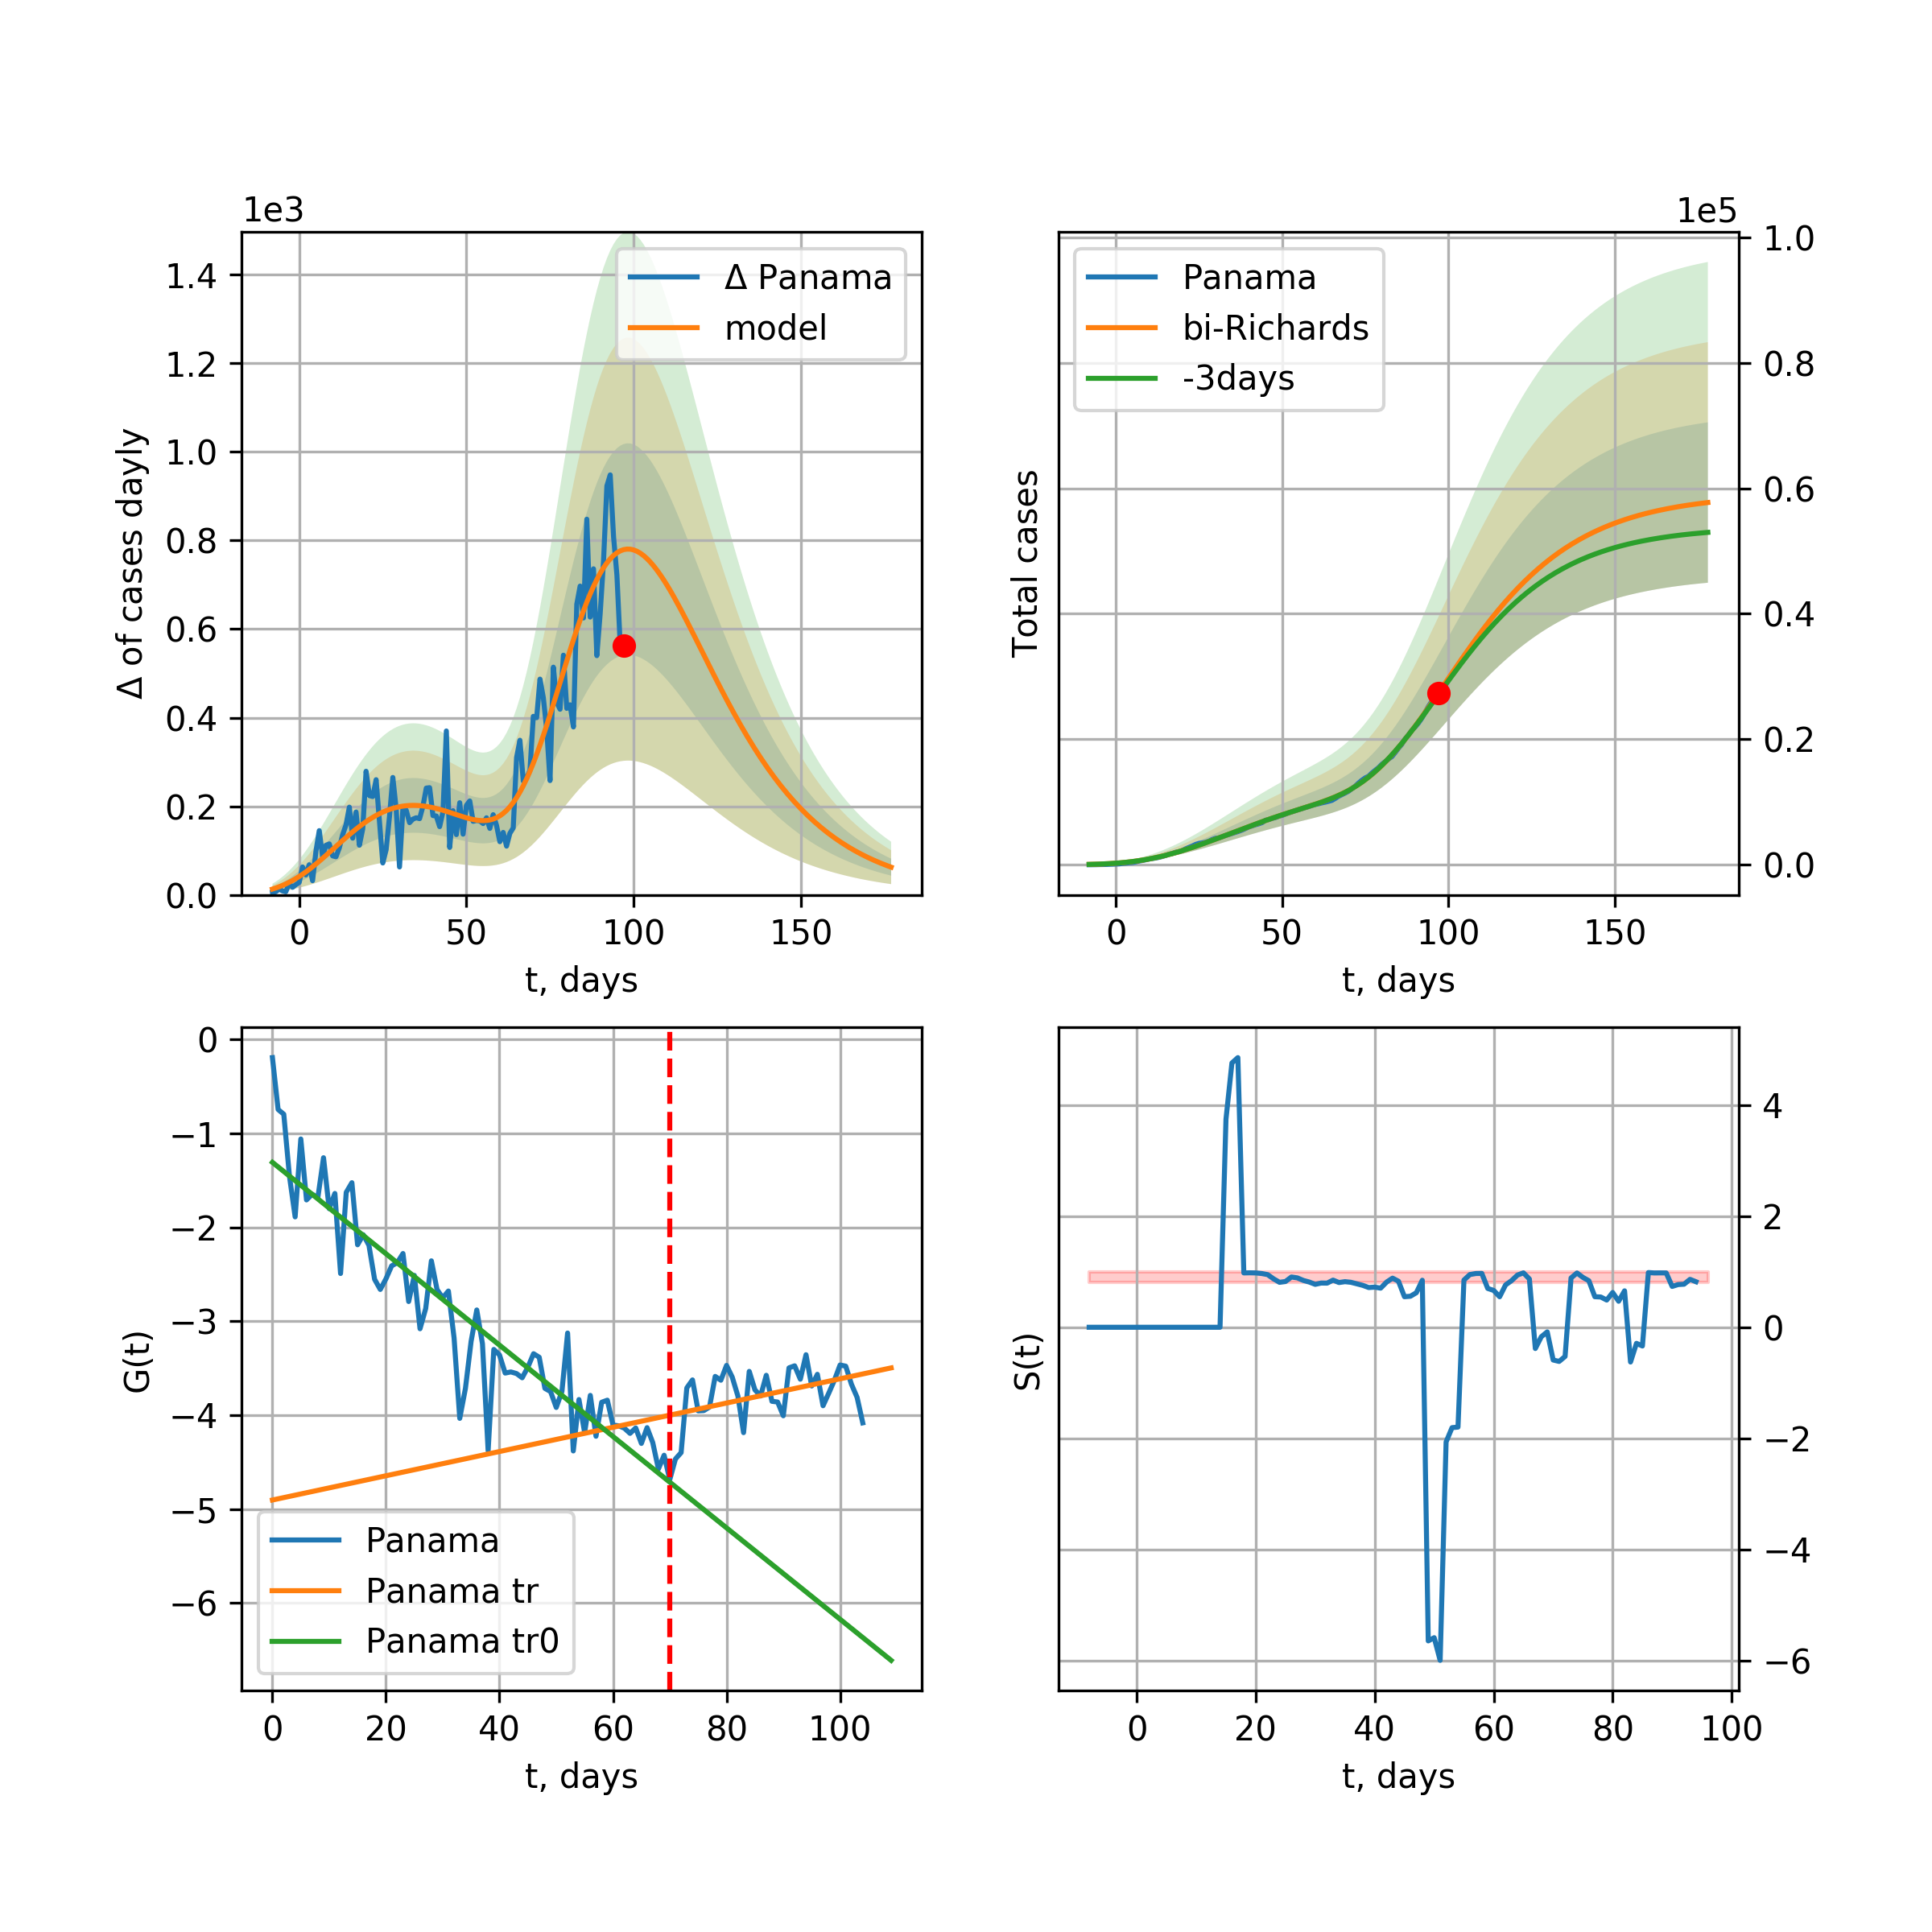 1e3
1.4
1.2
1.0
0.8
0.6
0.4
0.2
0.0
Δ of cases dayly
Δ Panama
model
0 50 100 150
t, days
1e5
Total cases
Panama
bi-Richards
-3days
1.0
0.8
0.6
0.4
0.2
0.0
0 50 100 150
t, days
0
−1
−2
−3
−4
−5
−6
G(t)
Panama
Panama tr
Panama tr0
0 20 40 60 80 100
t, days
S(t)
4
2
0
−2
−4
−6
0 20 40 60 80 100
t, days